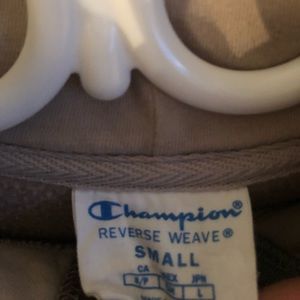 Champion
REVERSE WEAVE®
SMALL
CA MEX JPN
S/P CH L